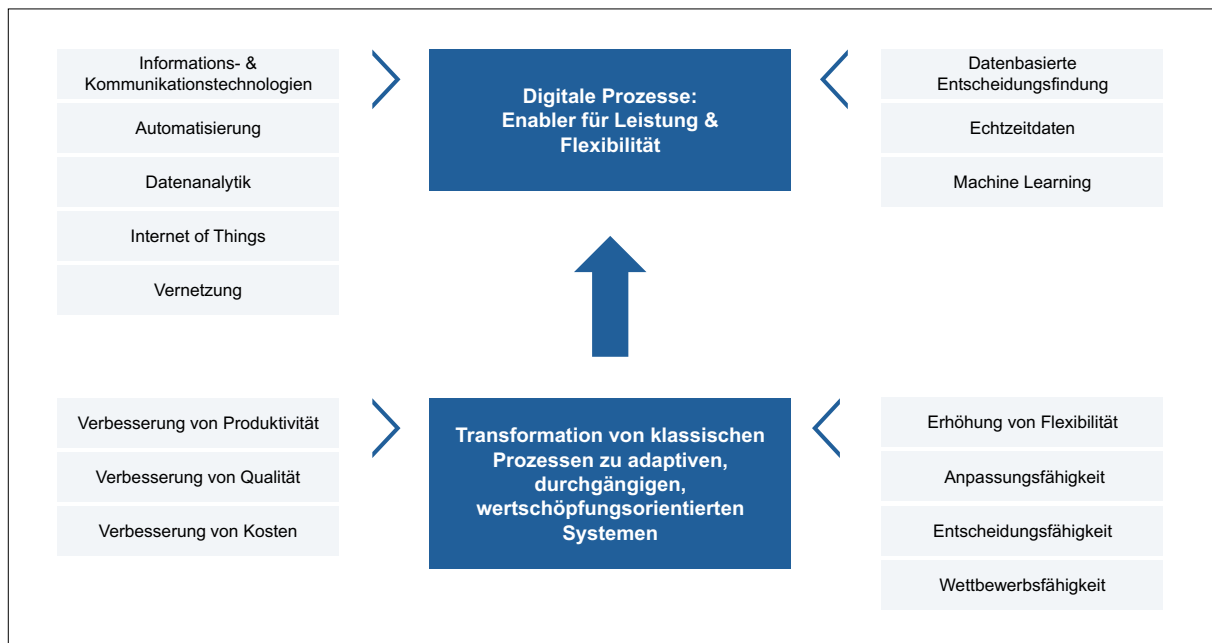 Informations- &
Kommunikationstechnologien
Automatisierung
Datenanalytik
Internet of Things
Vernetzung
Digitale Prozesse:
Enabler für Leistung &
Flexibilität
Datenbasierte
Entscheidungsfindung
Echtzeitdaten
Machine Learning
Verbesserung von Produktivität
Verbesserung von Qualität
Verbesserung von Kosten
Transformation von klassischen
Prozessen zu adaptiven,
durchgängigen,
wertschöpfungsorientierten
Systemen
Erhöhung von Flexibilität
Anpassungsfähigkeit
Entscheidungsfähigkeit
Wettbewerbsfähigkeit